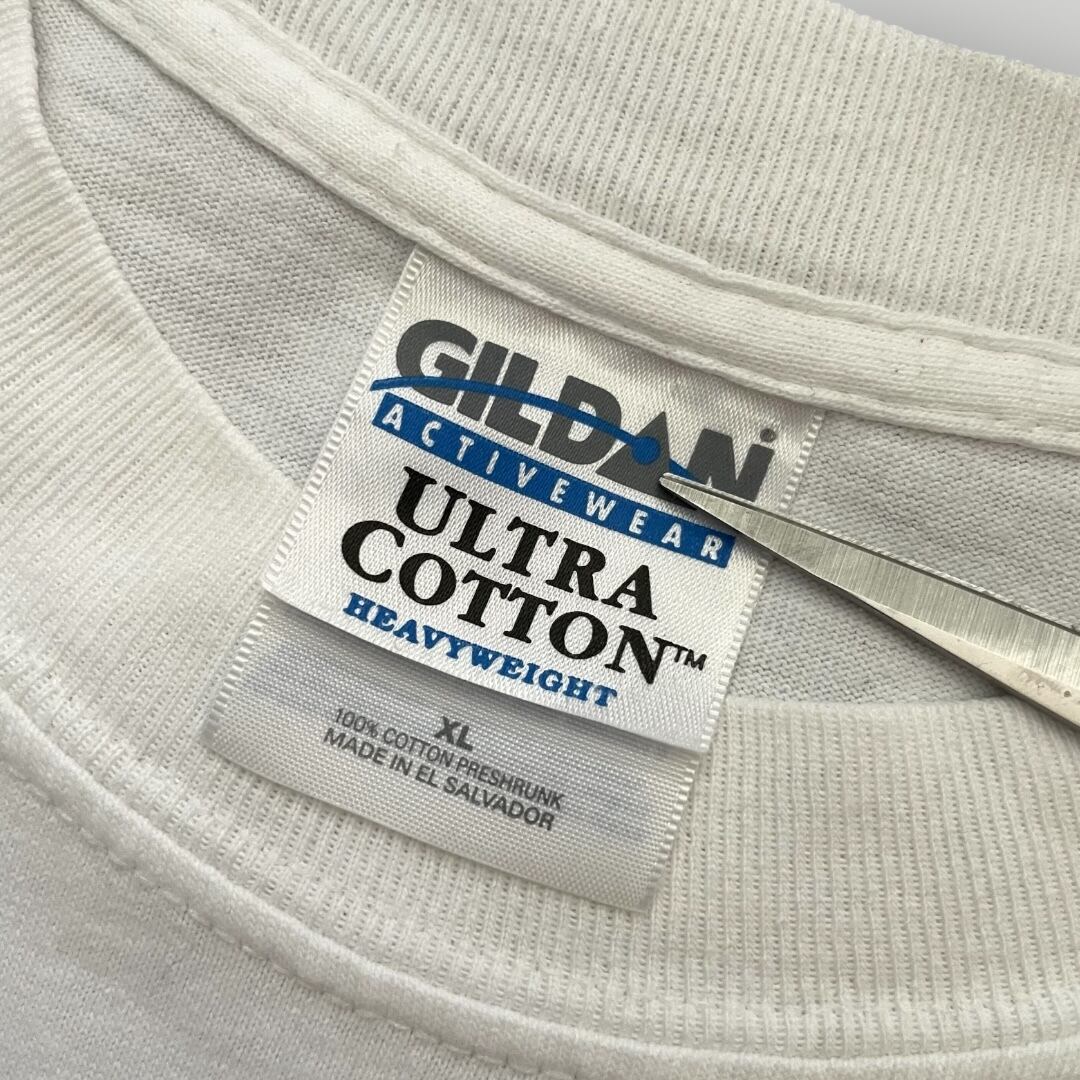 GILDAN
ACTIVEWEAR
ULTRA
COTTON™
HEAVYWEIGHT
XL
100% COTTON PRESHRUNK
MADE IN EL SALVADOR